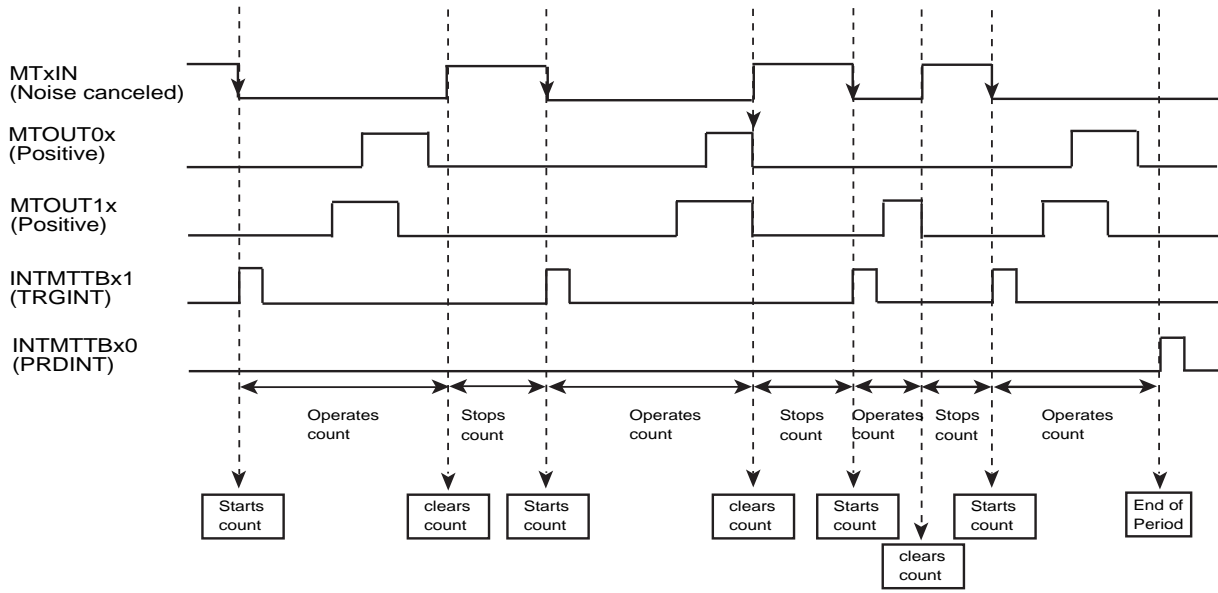 MTxIN
(Noise canceled)
MTOUT0x
(Positive)
MTOUT1x
(Positive)
INTMTTBx1
(TRGINT)
INTMTTBx0
(PRDINT)
Operates
count
Stops
count
Operates
count
Stops
count
Operates
count
Stops
count
Operates
count
Starts
count
clears
count
Starts
count
clears
count
Starts
count
clears
count
Starts
count
End of
Period